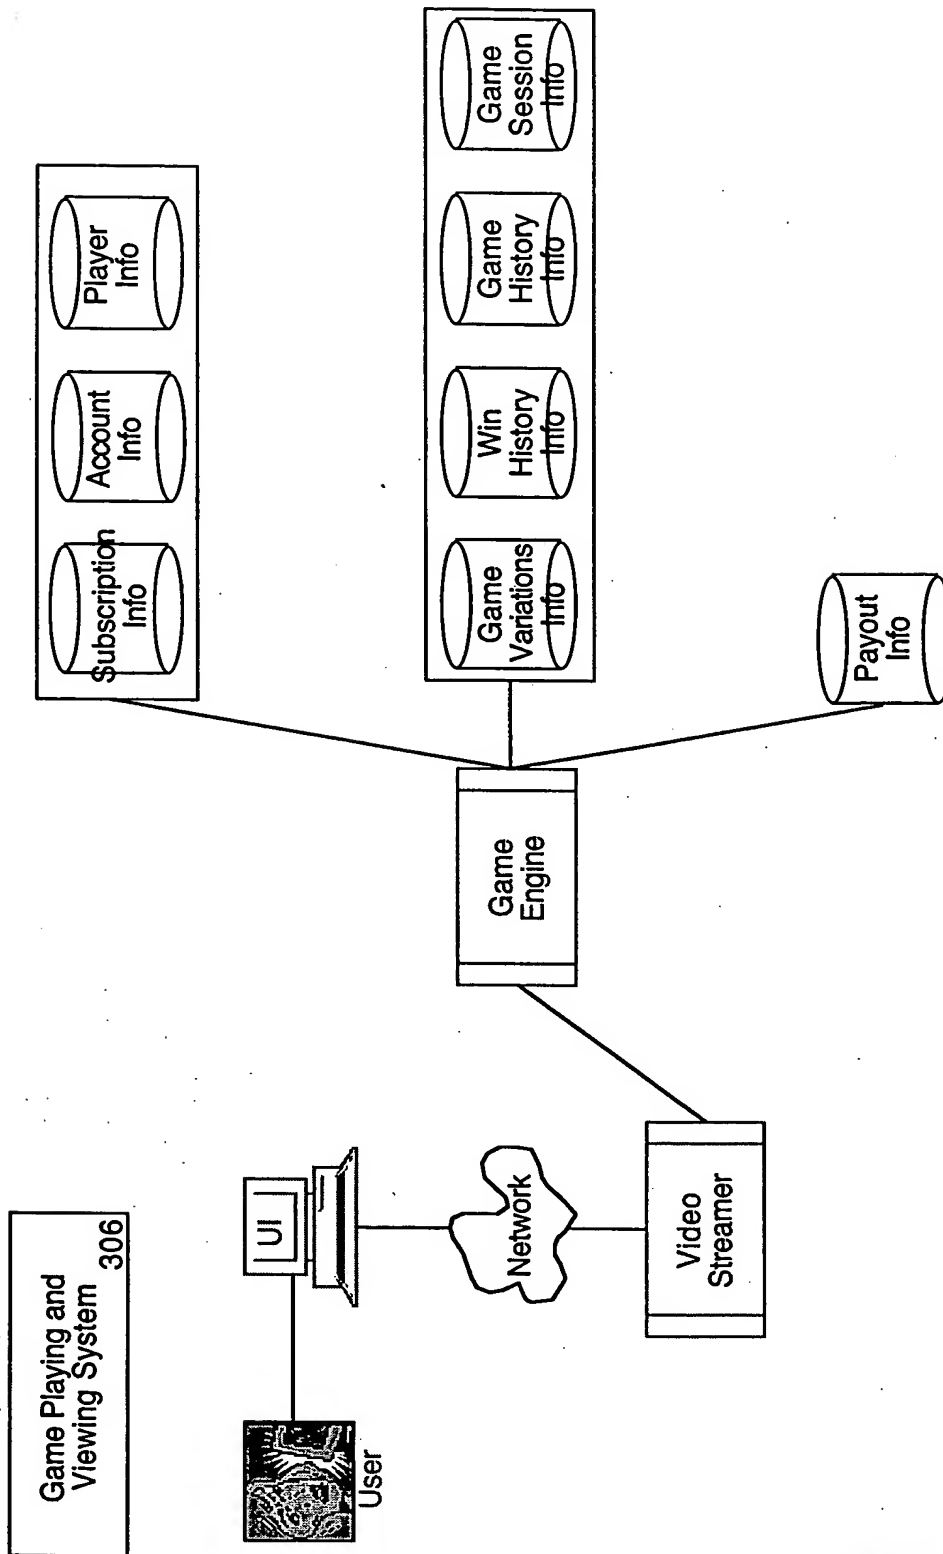 Game Playing and
Viewing System
306
User
UI
Network
Video
Streamer
Game
Engine
Subscription
Info
Account
Info
Player
Info
Game
Variations
Info
Win
History
Info
Game
History
Info
Game
Session
Info
Payout
Info